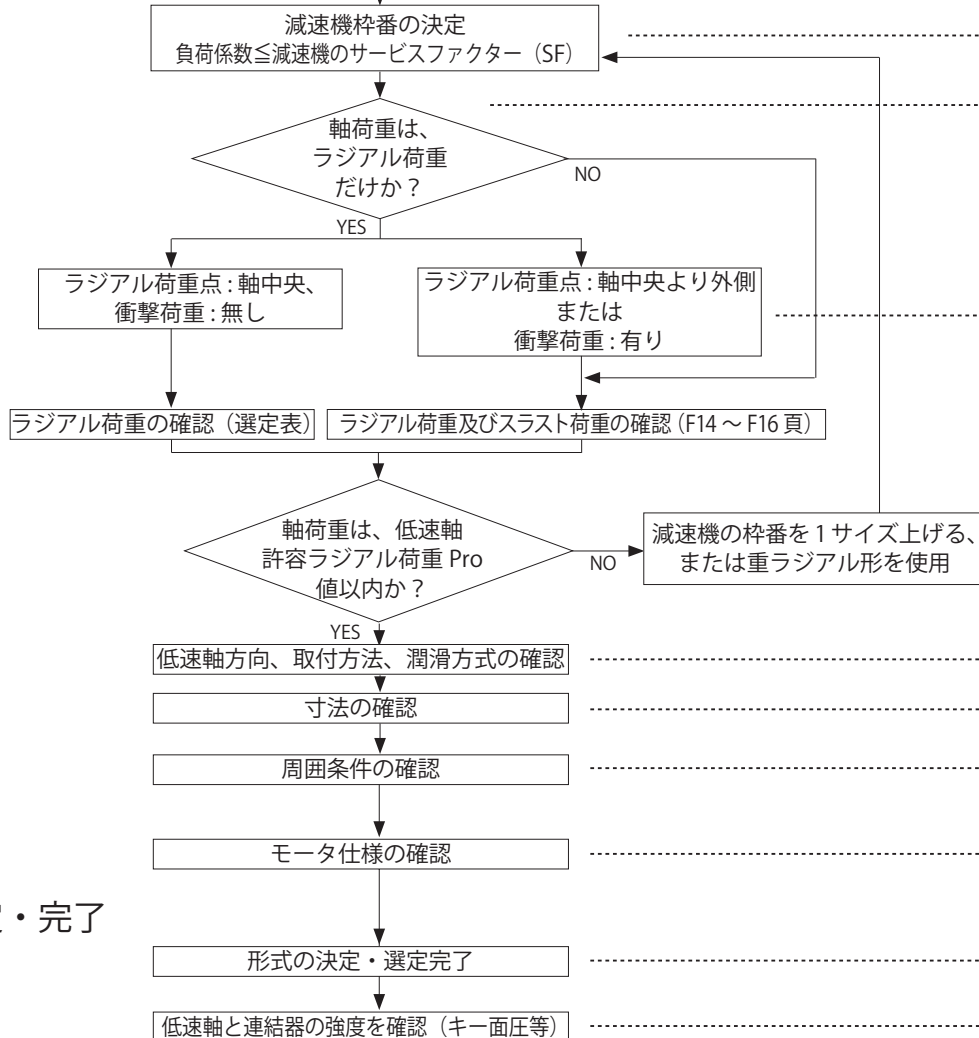 減速機枠番の決定
負荷係数≦減速機のサービスファクター（SF）
軸荷重は、
ラジアル荷重
だけか？
NO
YES
ラジアル荷重点 : 軸中央、
衝撃荷重 : 無し
ラジアル荷重点 : 軸中央より外側
または
衝撃荷重 : 有り
ラジアル荷重の確認（選定表）
ラジアル荷重及びスラスト荷重の確認（F14 ～ F16 頁）
軸荷重は、低速軸
許容ラジアル荷重 Pro
値以内か？
NO
減速機の枠番を 1 サイズ上げる、
または重ラジアル形を使用
YES
低速軸方向、取付方法、潤滑方式の確認
寸法の確認
周囲条件の確認
モータ仕様の確認
・完了
形式の決定・選定完了
低速軸と連結器の強度を確認（キー面圧等）